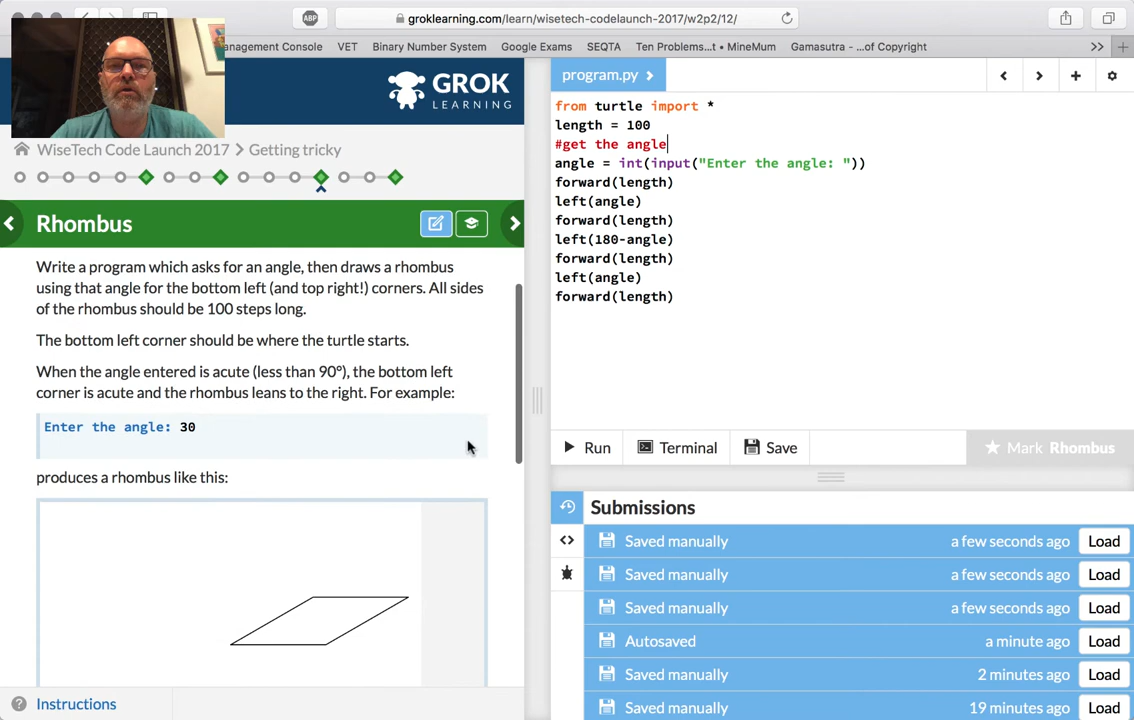 ABP
groklearning.com/learn/wisetech-codelaunch-2017/w2p2/12/
anagement Console
VET
Binary Number System
Google Exams
SEQTA
Ten Problems...t • MineMum
Gamasutra - ...of Copyright
>>
GROK
LEARNING
WiseTech Code Launch 2017 > Getting tricky
Rhombus
Write a program which asks for an angle, then draws a rhombus
using that angle for the bottom left (and top right!) corners. All sides
of the rhombus should be 100 steps long.
The bottom left corner should be where the turtle starts.
When the angle entered is acute (less than 90°), the bottom left
corner is acute and the rhombus leans to the right. For example:
Enter the angle: 30
produces a rhombus like this:
? Instructions
program.py
from turtle import *
length = 100
#get the angle
angle = int(input("Enter the angle: "))
forward(length)
left(angle)
forward(length)
left(180-angle)
forward(length)
left(angle)
forward(length)
Run
Terminal
Save
Mark Rhombus
Submissions
Saved manually a few seconds ago Load
Saved manually a few seconds ago Load
Saved manually a few seconds ago Load
Autosaved a minute ago Load
Saved manually 2 minutes ago Load
Saved manually 19 minutes ago Load